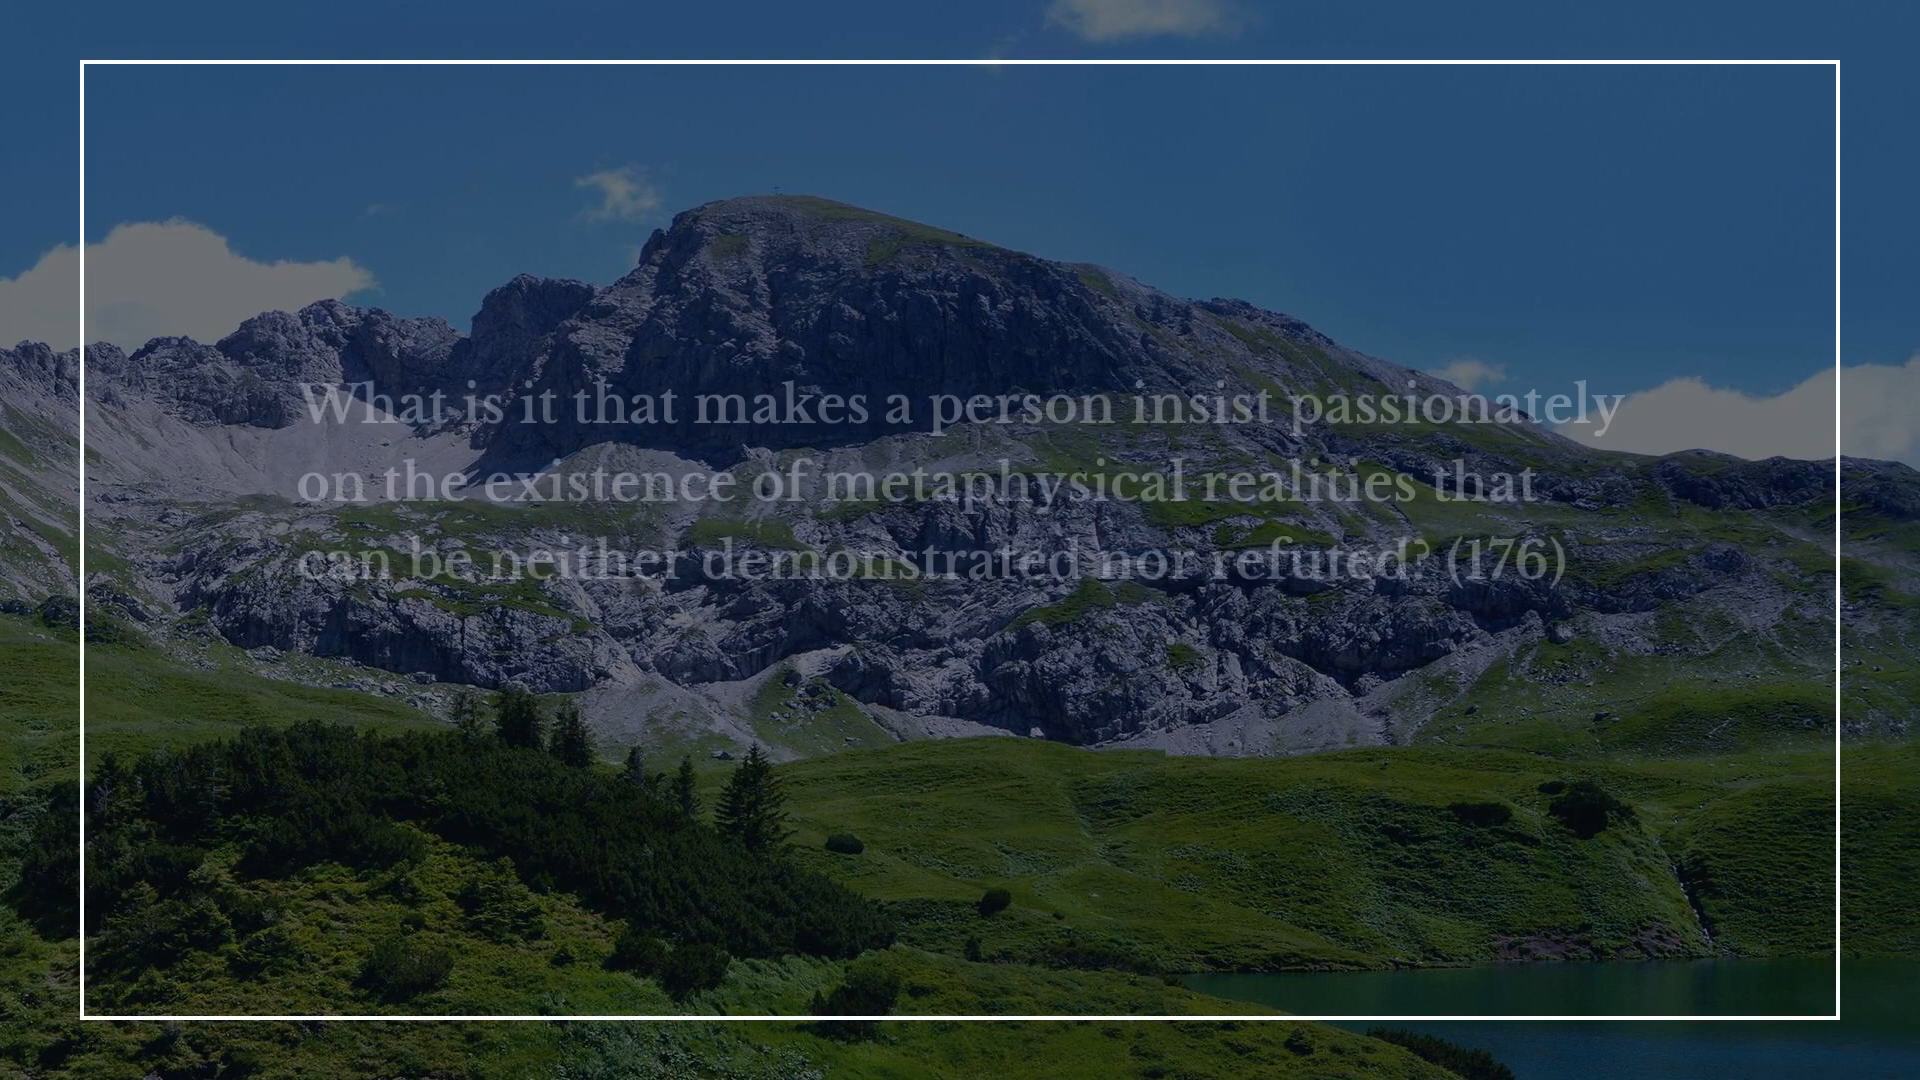 What is it that makes a person insist passionately
on the existence of metaphysical realities that
can be neither demonstrated nor refuted? (176)